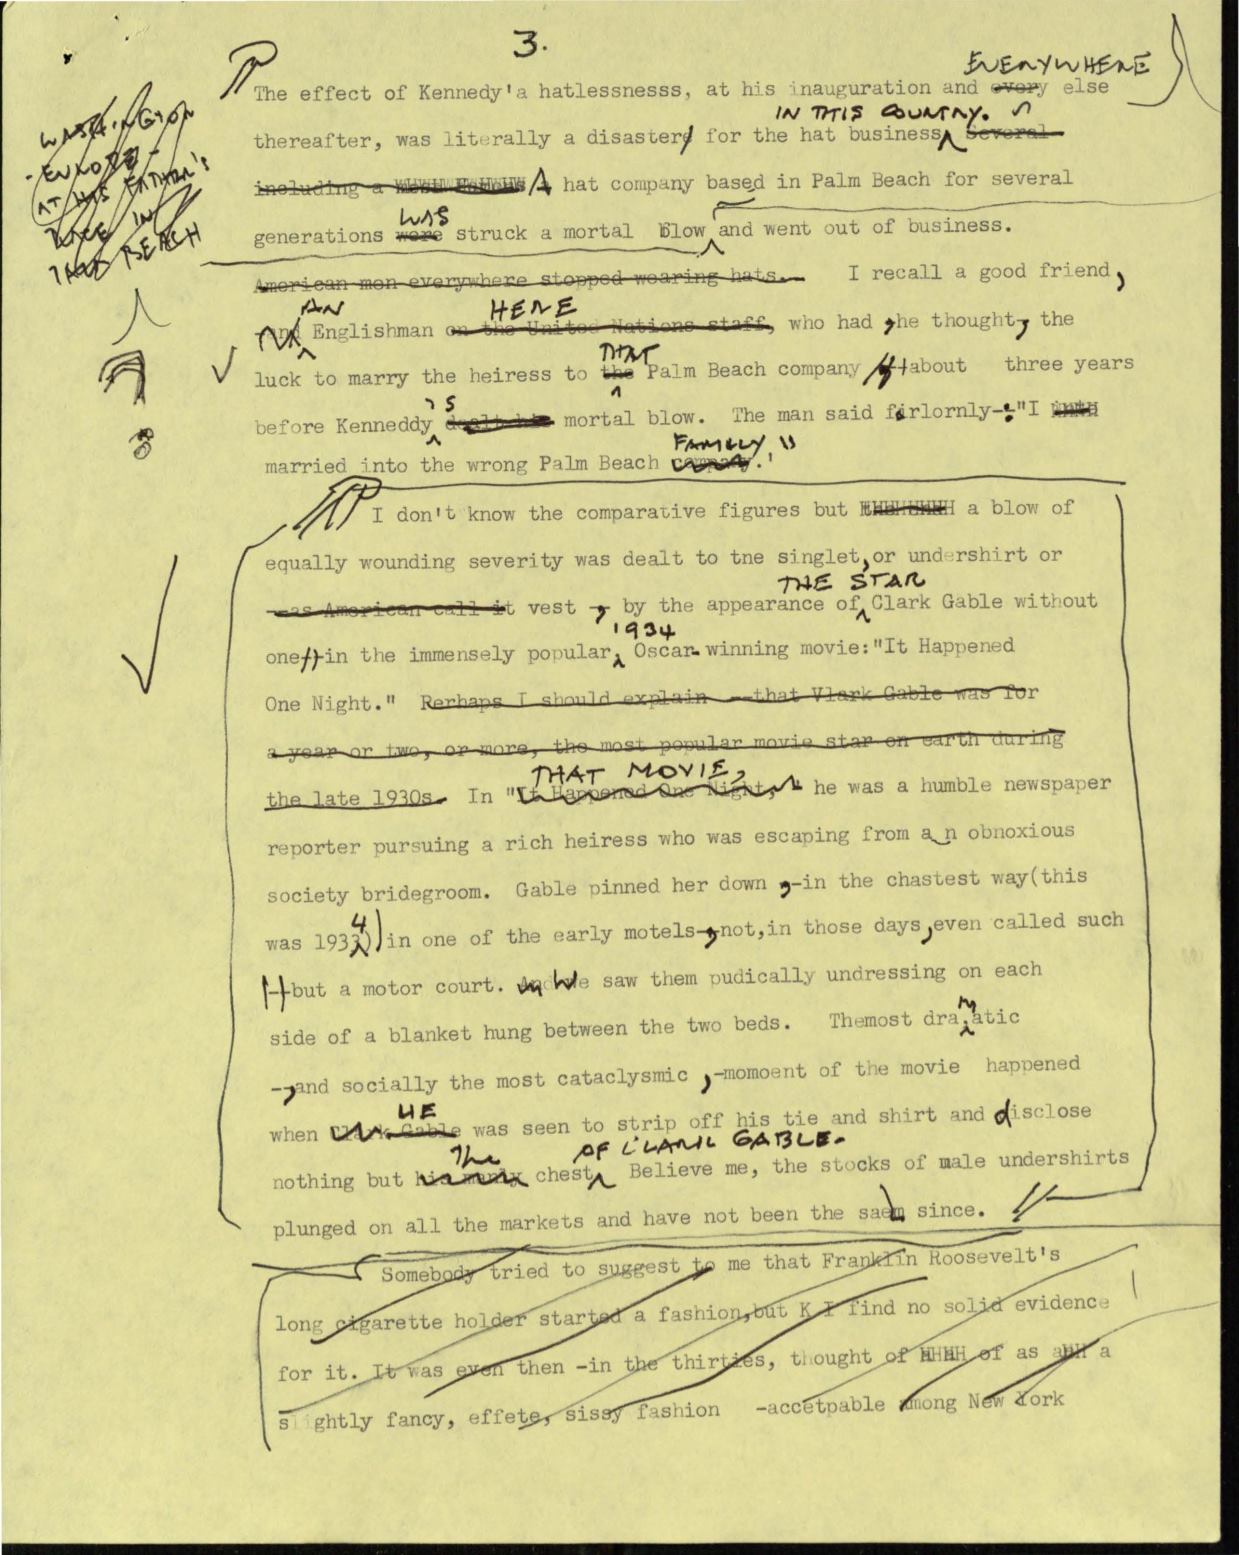 3.
EVERYWHERE
The effect of Kennedy'a hatlessnesss, at his inauguration and every else
IN THIS COUNTRY.
thereafter, was literally a disaster, for the hat business Several
including a A hat company based in Palm Beach for several
WAS
generations were struck a mortal Blow and went out of business.
American men everywhere stopped wearing hats. I recall a good friend,
AN HERE
and Englishman on the United Nations staff, who had , he thought, the
THAT
luck to marry the heiress to the Palm Beach company about three years
's
before Kenneddy dealt his mortal blow. The man said firlornly-: "I
FAMILY"
married into the wrong Palm Beach company.'
I don't know the comparative figures but a blow of
equally wounding severity was dealt to tne singlet, or undershirt or
THE STAR
--as American call it vest , by the appearance of Clark Gable without
1934
one-in the immensely popular, Oscar-winning movie: "It Happened
One Night." Rerhaps I should explain --that Vlark Gable was for
a year or two, or more, the most popular movie star on earth during
THAT MOVIE,
the late 1930s. In "It Happened One Night," he was a humble newspaper
reporter pursuing a rich heiress who was escaping from a n obnoxious
society bridegroom. Gable pinned her down ,-in the chastest way(this
4
was 1933) in one of the early motels-,not,in those days,even called such
-but a motor court. And We saw them pudically undressing on each
M
side of a blanket hung between the two beds. Themost dra atic
-,and socially the most cataclysmic ,-momoent of the movie happened
HE
when Clark Gable was seen to strip off his tie and shirt and disclose
The OF CLARK GABLE.
nothing but his manly chest Believe me, the stocks of male undershirts
plunged on all the markets and have not been the saem since.
Somebody tried to suggest to me that Franklin Roosevelt's
long cigarette holder started a fashion,but K I find no solid evidence
for it. It was even then -in the thirties, thought of of as a
slightly fancy, effete, sissy fashion -accetpable among New York
WASHINGTON
AT HIS FATHER'S
IN
BEACH